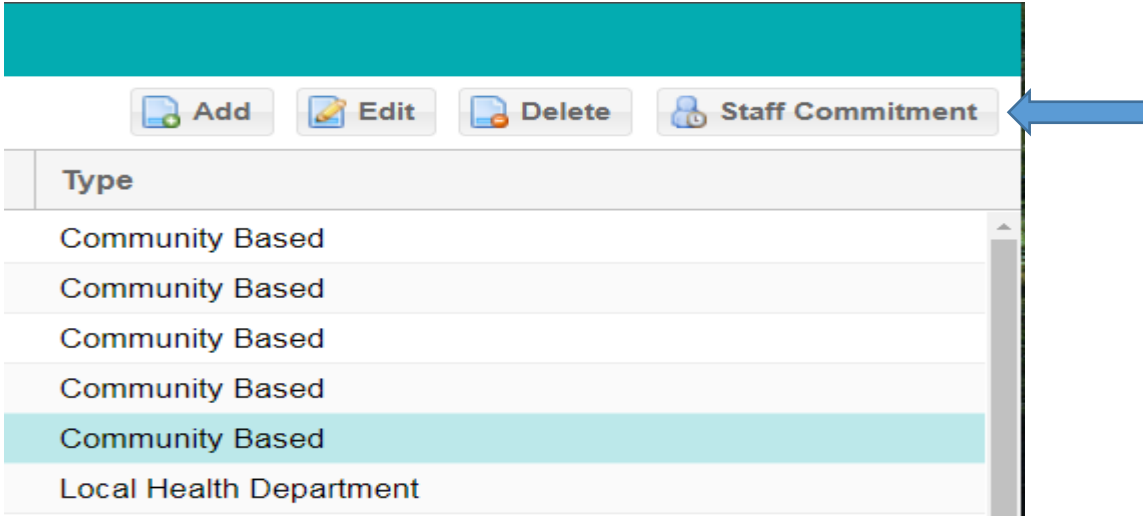 Add Edit Delete Staff Commitment
Type
Community Based
Community Based
Community Based
Community Based
Community Based
Local Health Department